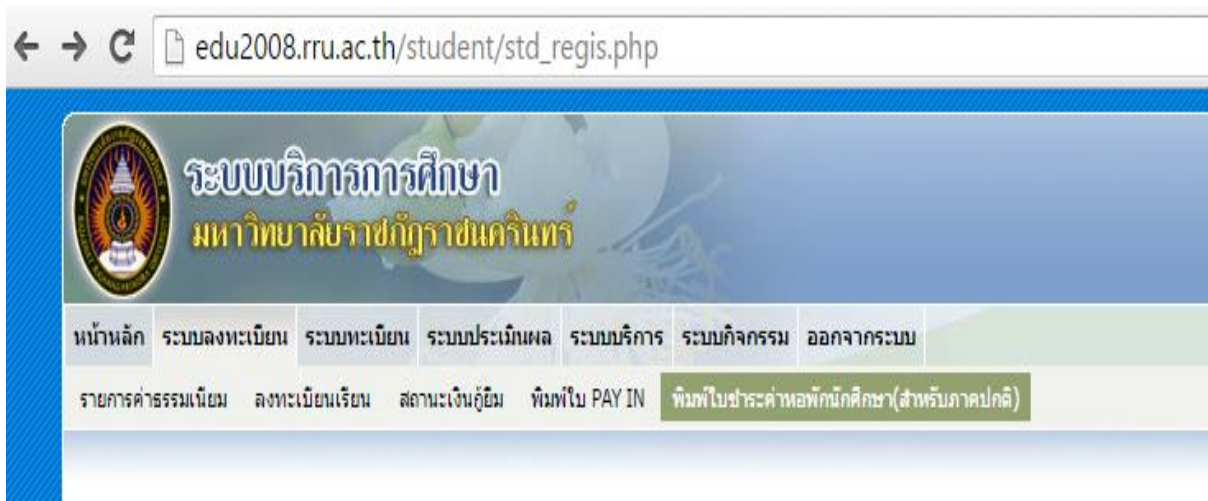 edu2008.rru.ac.th/student/std_regis.php
ระบบบริการการศึกษา
มหาวิทยาลัยราชภัฏราชนครินทร์
หน้าหลัก ระบบลงทะเบียน ระบบทะเบียน ระบบประเมินผล ระบบบริการ ระบบกิจกรรม ออกจากระบบ
รายการค่าธรรมเนียม ลงทะเบียนเรียน สถานะเงินกู้ยืม พิมพ์ใบ PAY IN พิมพ์ใบชำระค่าหอพักนักศึกษา(สำหรับภาคปกติ)